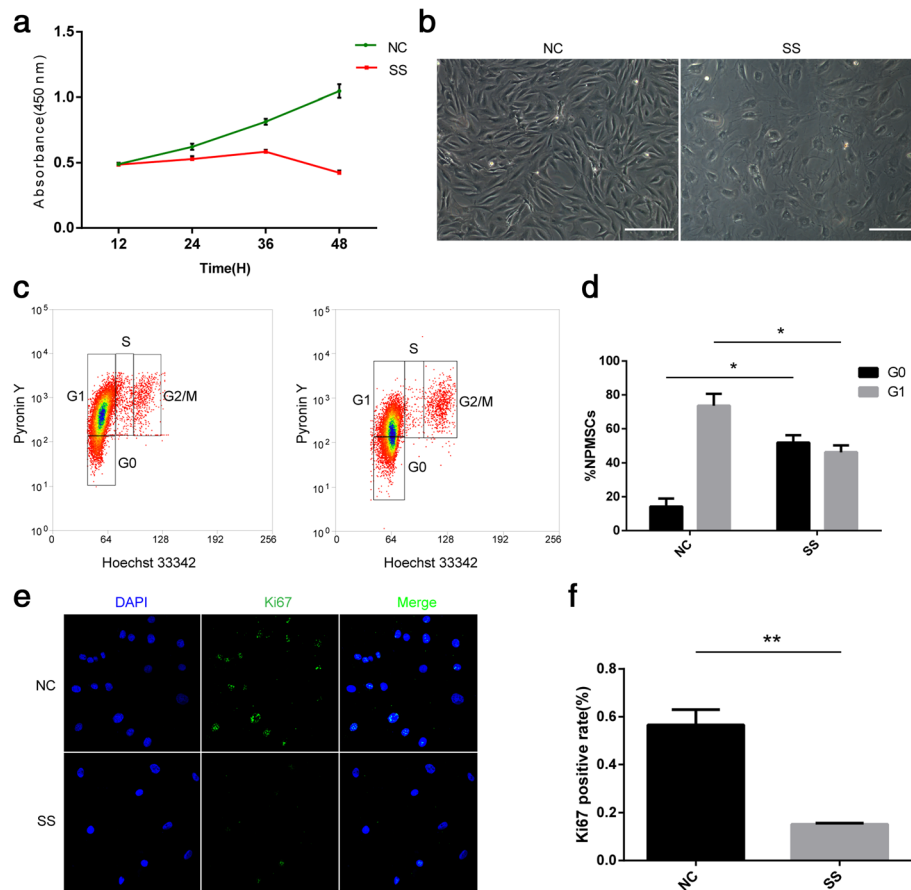 a
1.5
1.0
0.5
0.0
Absorbance(450 nm)
12 24 36 48
Time(H)
NC
SS
b
NC SS
c
10^5
10^4
10^3
10^2
10^1
10^0
Pyronin Y
S
G1
G2/M
G0
0 64 128 192 256
Hoechst 33342
10^5
10^4
10^3
10^2
10^1
10^0
Pyronin Y
S
G1
G2/M
G0
0 64 128 192 256
Hoechst 33342
d
*
*
100
80
60
40
20
0
%NPMSCs
NC SS
G0
G1
e
DAPI Ki67 Merge
NC
SS
f
**
0.8
0.6
0.4
0.2
0.0
Ki67 positive rate(%)
NC SS